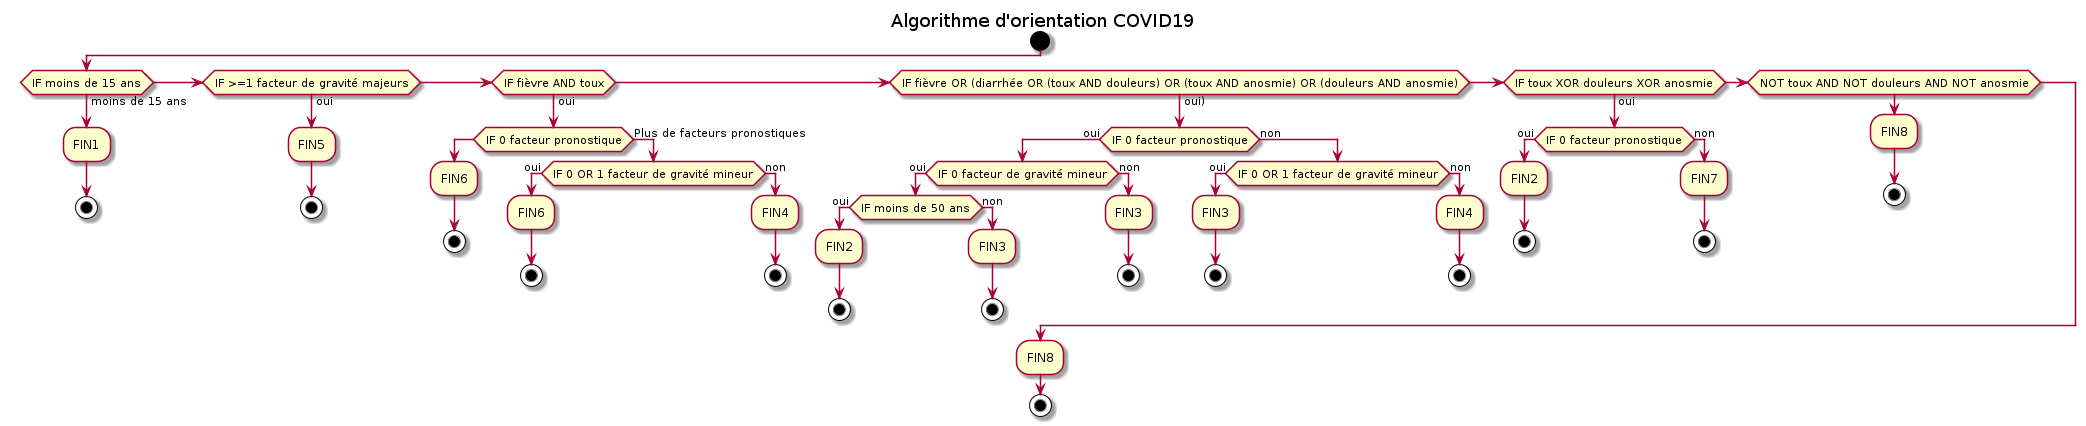 Algorithme d'orientation COVID19
IF moins de 15 ans
IF >=1 facteur de gravité majeurs
IF fièvre AND toux
IF fièvre OR (diarrhée OR (toux AND douleurs) OR (toux AND anosmie) OR (douleurs AND anosmie)
IF toux XOR douleurs XOR anosmie
NOT toux AND NOT douleurs AND NOT anosmie
moins de 15 ans
oui
oui
oui)
oui
FIN1
FIN5
IF 0 facteur pronostique
Plus de facteurs pronostiques
oui
IF 0 facteur pronostique
non
oui
IF 0 facteur pronostique
non
FIN8
FIN6
oui
IF 0 OR 1 facteur de gravité mineur
non
oui
IF 0 facteur de gravité mineur
non
oui
IF 0 OR 1 facteur de gravité mineur
non
FIN2
FIN7
FIN6
FIN4
oui
IF moins de 50 ans
non
FIN3
FIN3
FIN4
FIN2
FIN3
FIN8